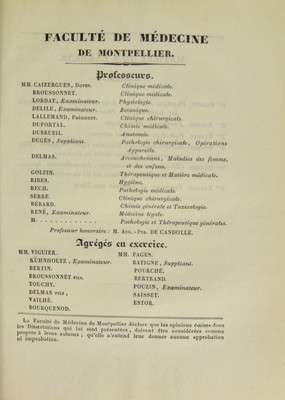 FACULTÉ DE MÉDECINE
DE MONTPELLIER.
Professeurs.
MM. CAIZERGUES, Doyen. Clinique médicale.
BROUSSONNET. Clinique médicale.
LORDAT, Examinateur. Physiologie.
DELILE, Examinateur. Botanique.
LALLEMAND, Président. Clinique chirurgicale.
DUPORTAL. Chimie médicale.
DUBRUEIL. Anatomie.
DUGÉS, Suppléant. Pathologie chirurgicale, Opérations
Appareils.
DELMAS. Accouchemens, Maladies des femmes,
et des enfans.
GOLFIN. Thérapeutique et Matière médicale.
RIBES. Hygiène.
RECH. Pathologie médicale.
SERRE. Clinique chirurgicale.
BÉRARD. Chimie générale et Toxicologie.
RENÉ, Examinateur. Médecine légale.
M. . . . . . . . . . . . . Pathologie et Thérapeutique générales.
Professeur honoraire : M. Aug.-Pyr. DE CANDOLLE.
Agrégés en exercice.
MM. VIGUIER. MM. FAGES.
KÜHNHOLTZ, Examinateur. BATIGNE, Suppléant.
BERTIN. POURCHÉ.
BROUSSONNET fils. BERTRAND.
TOUCHY. POUZIN, Examinateur.
DELMAS fils, SAISSET.
VAILHÉ. ESTOR.
BOURQUENOD.
La Faculté de Médecine de Montpellier déclare que les opinions émises dans
les Dissertations qui lui sont présentées, doivent être considérées comme
propres à leurs auteurs ; qu'elle n'entend leur donner aucune approbation
ni improbation.